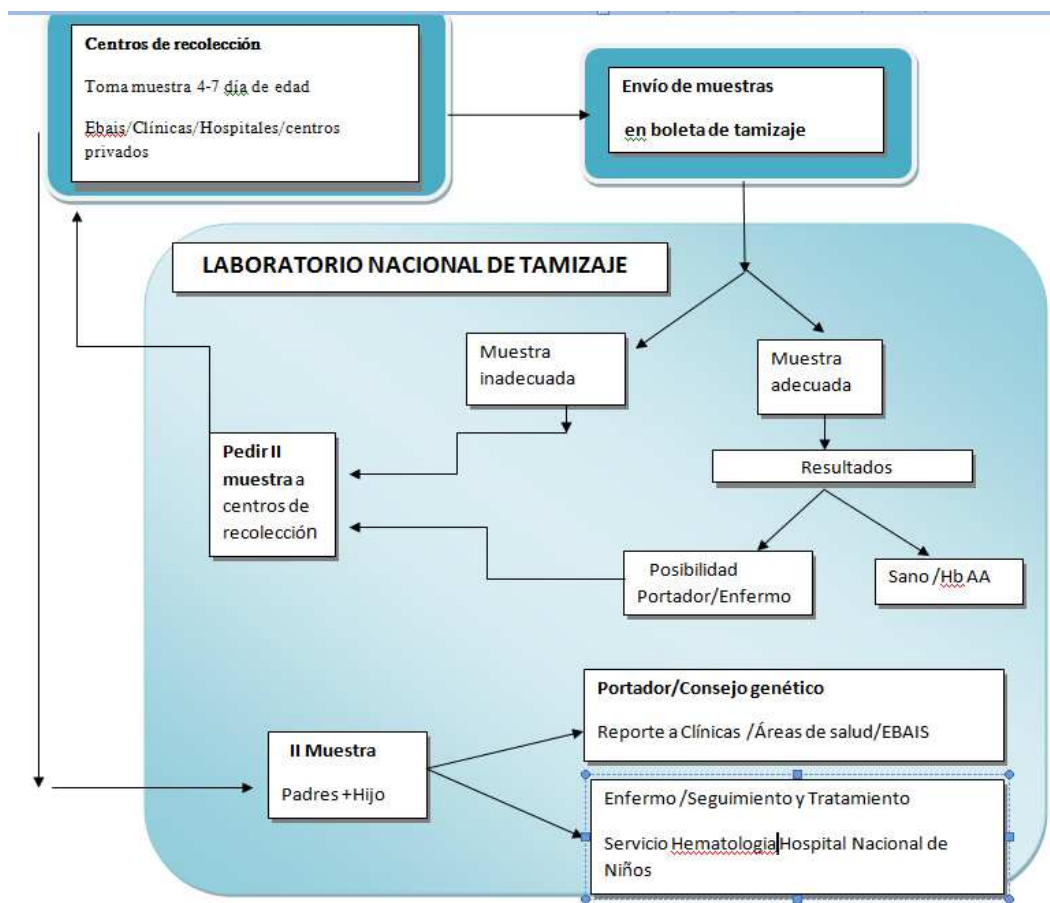 Centros de recolección
Toma muestra 4-7 día de edad
Ebais/Clínicas/Hospitales/centros
privados
Envío de muestras
en boleta de tamizaje
LABORATORIO NACIONAL DE TAMIZAJE
Muestra
inadecuada
Muestra
adecuada
Pedir II
muestra a
centros de
recolección
Resultados
Posibilidad
Portador/Enfermo
Sano /Hb AA
Portador/Consejo genético
Reporte a Clínicas /Áreas de salud/EBAIS
II Muestra
Padres +Hijo
Enfermo /Seguimiento y Tratamiento
Servicio Hematologia Hospital Nacional de
Niños